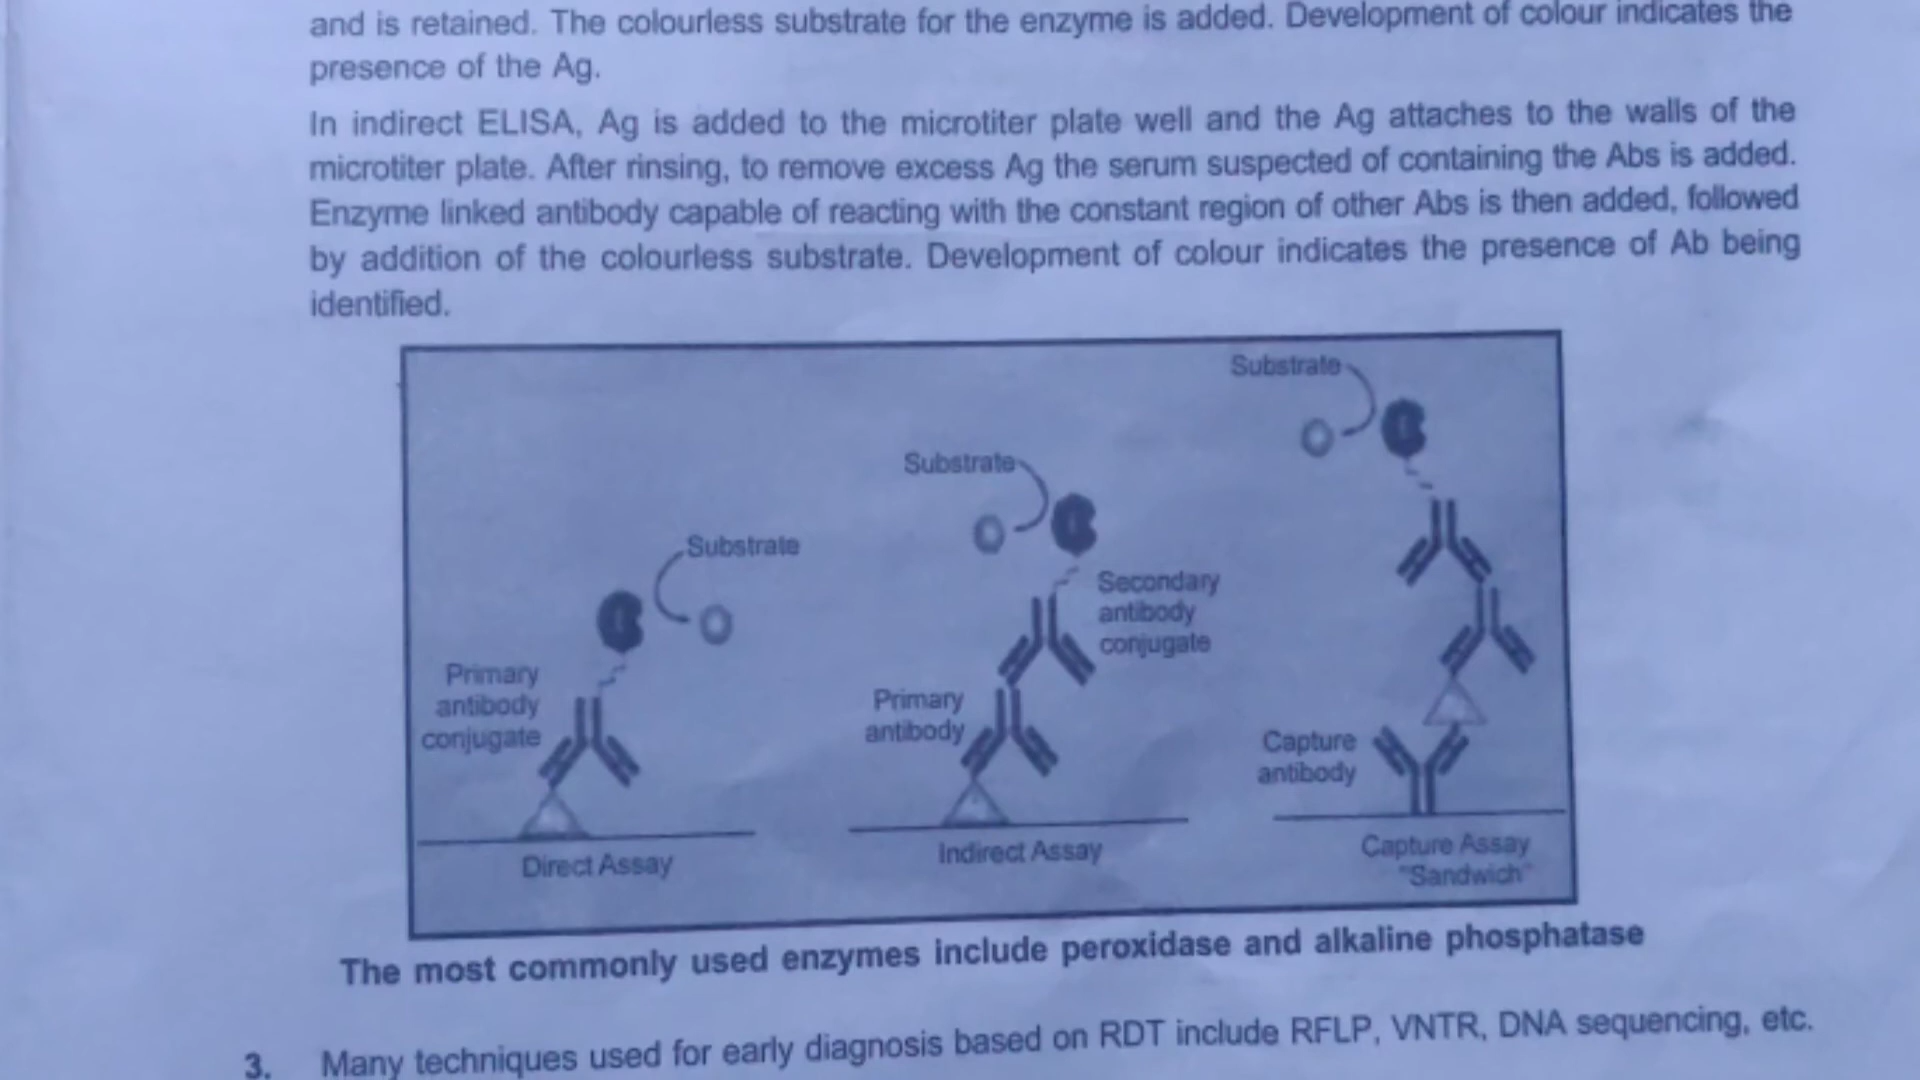 and is retained. The colourless substrate for the enzyme is added. Development of colour indicates the
presence of the Ag.
In indirect ELISA, Ag is added to the microtiter plate well and the Ag attaches to the walls of the
microtiter plate. After rinsing, to remove excess Ag the serum suspected of containing the Abs is added.
Enzyme linked antibody capable of reacting with the constant region of other Abs is then added, followed
by addition of the colourless substrate. Development of colour indicates the presence of Ab being
identified.
Substrate
Primary
antibody
conjugate
Direct Assay
Substrate
Secondary
antibody
conjugate
Primary
antibody
Indirect Assay
Substrate
Capture
antibody
Capture Assay
"Sandwich"
The most commonly used enzymes include peroxidase and alkaline phosphatase
3. Many techniques used for early diagnosis based on RDT include RFLP, VNTR, DNA sequencing, etc.